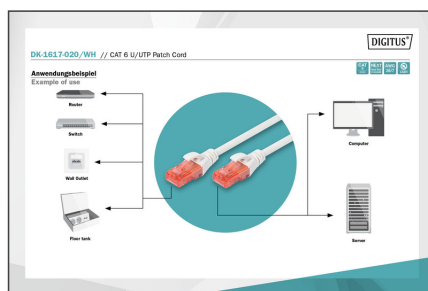 DIGITUS®
DK-1617-020/WH // CAT 6 U/UTP Patch Cord
Anwendungsbeispiel
Example of use
Router
Switch
Wall Outlet
Floor tank
Computer
Server